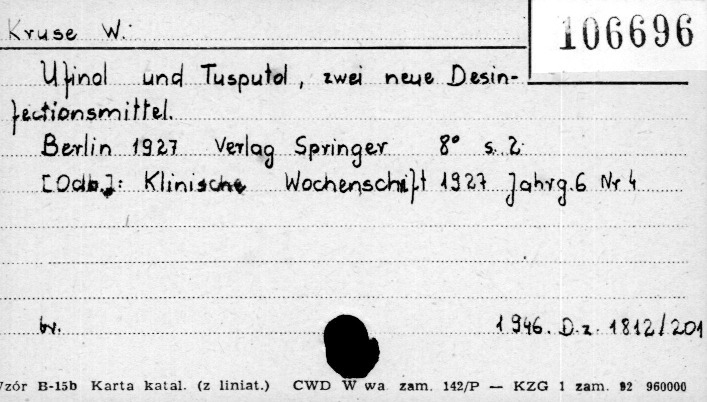 Kruse W.
106696
Ufinol und Tusputol, zwei neue Desin-
fectionsmittel.
Berlin 1927 Verlag Springer 8° s. 2
[Odb.]: Klinische Wochenschrift 1927 Jahrg. 6 Nr 4
br. 1946. D.z. 1812/201
Wzór B-15b Karta katal. (z liniat.) CWD W wa zam. 142/P — KZG 1 zam. 92 960000